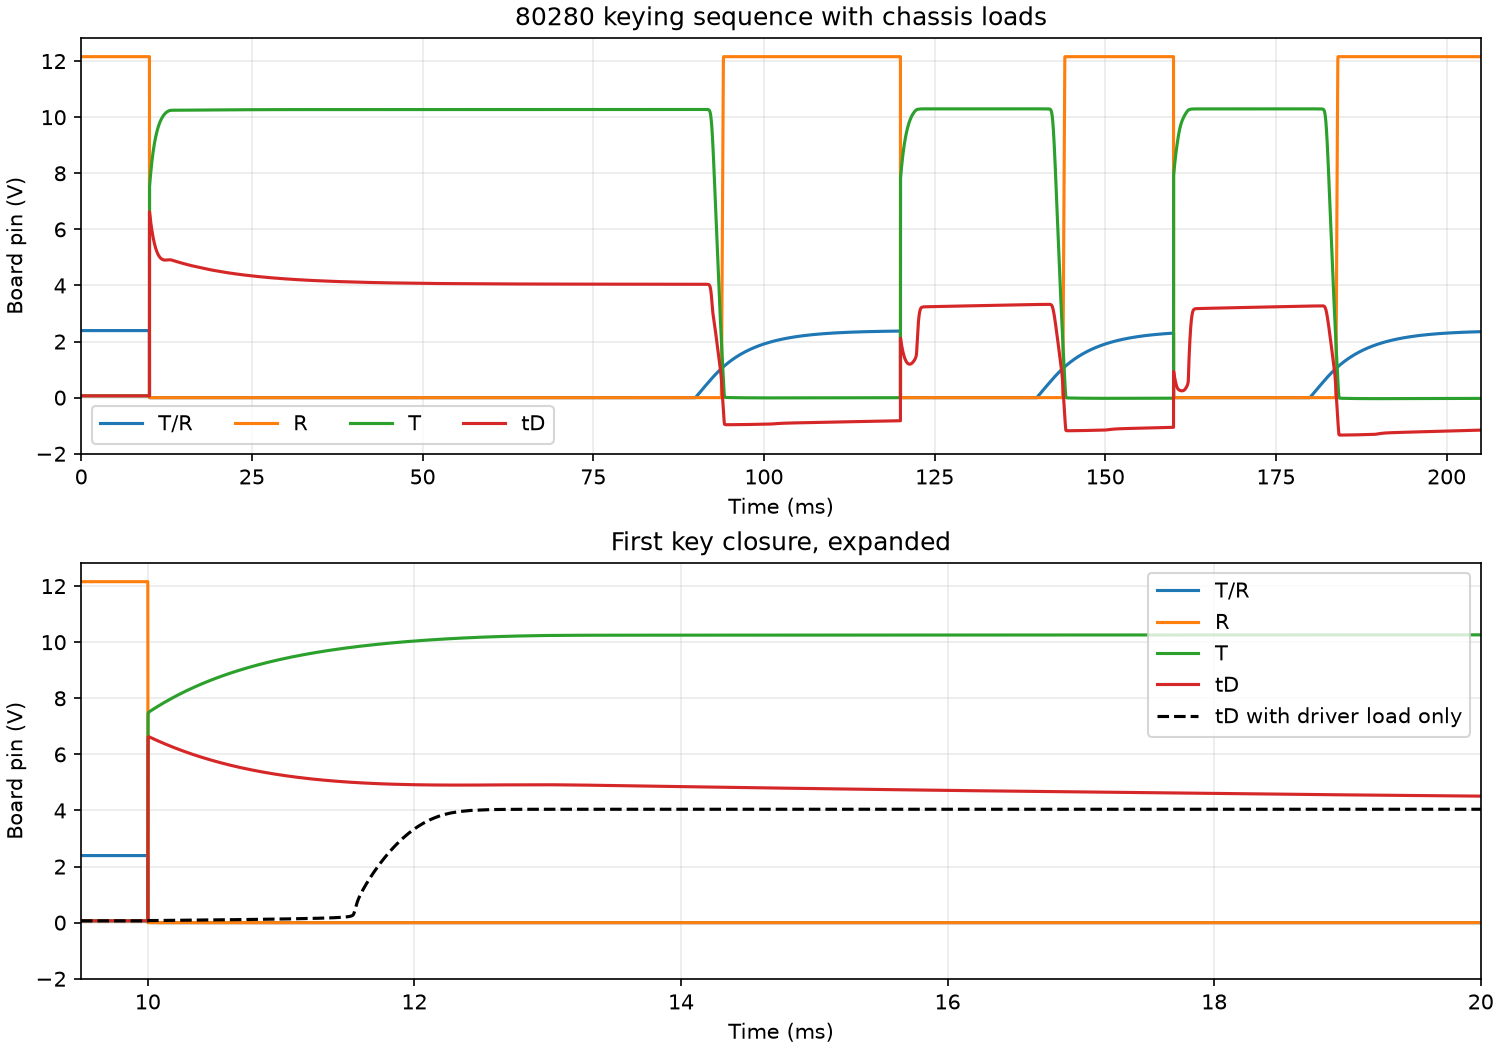 80280 keying sequence with chassis loads
Board pin (V)
12
10
8
6
4
2
0
−2
T/R R T tD
0 25 50 75 100 125 150 175 200
Time (ms)
First key closure, expanded
Board pin (V)
12
10
8
6
4
2
0
−2
T/R
R
T
tD
tD with driver load only
10 12 14 16 18 20
Time (ms)